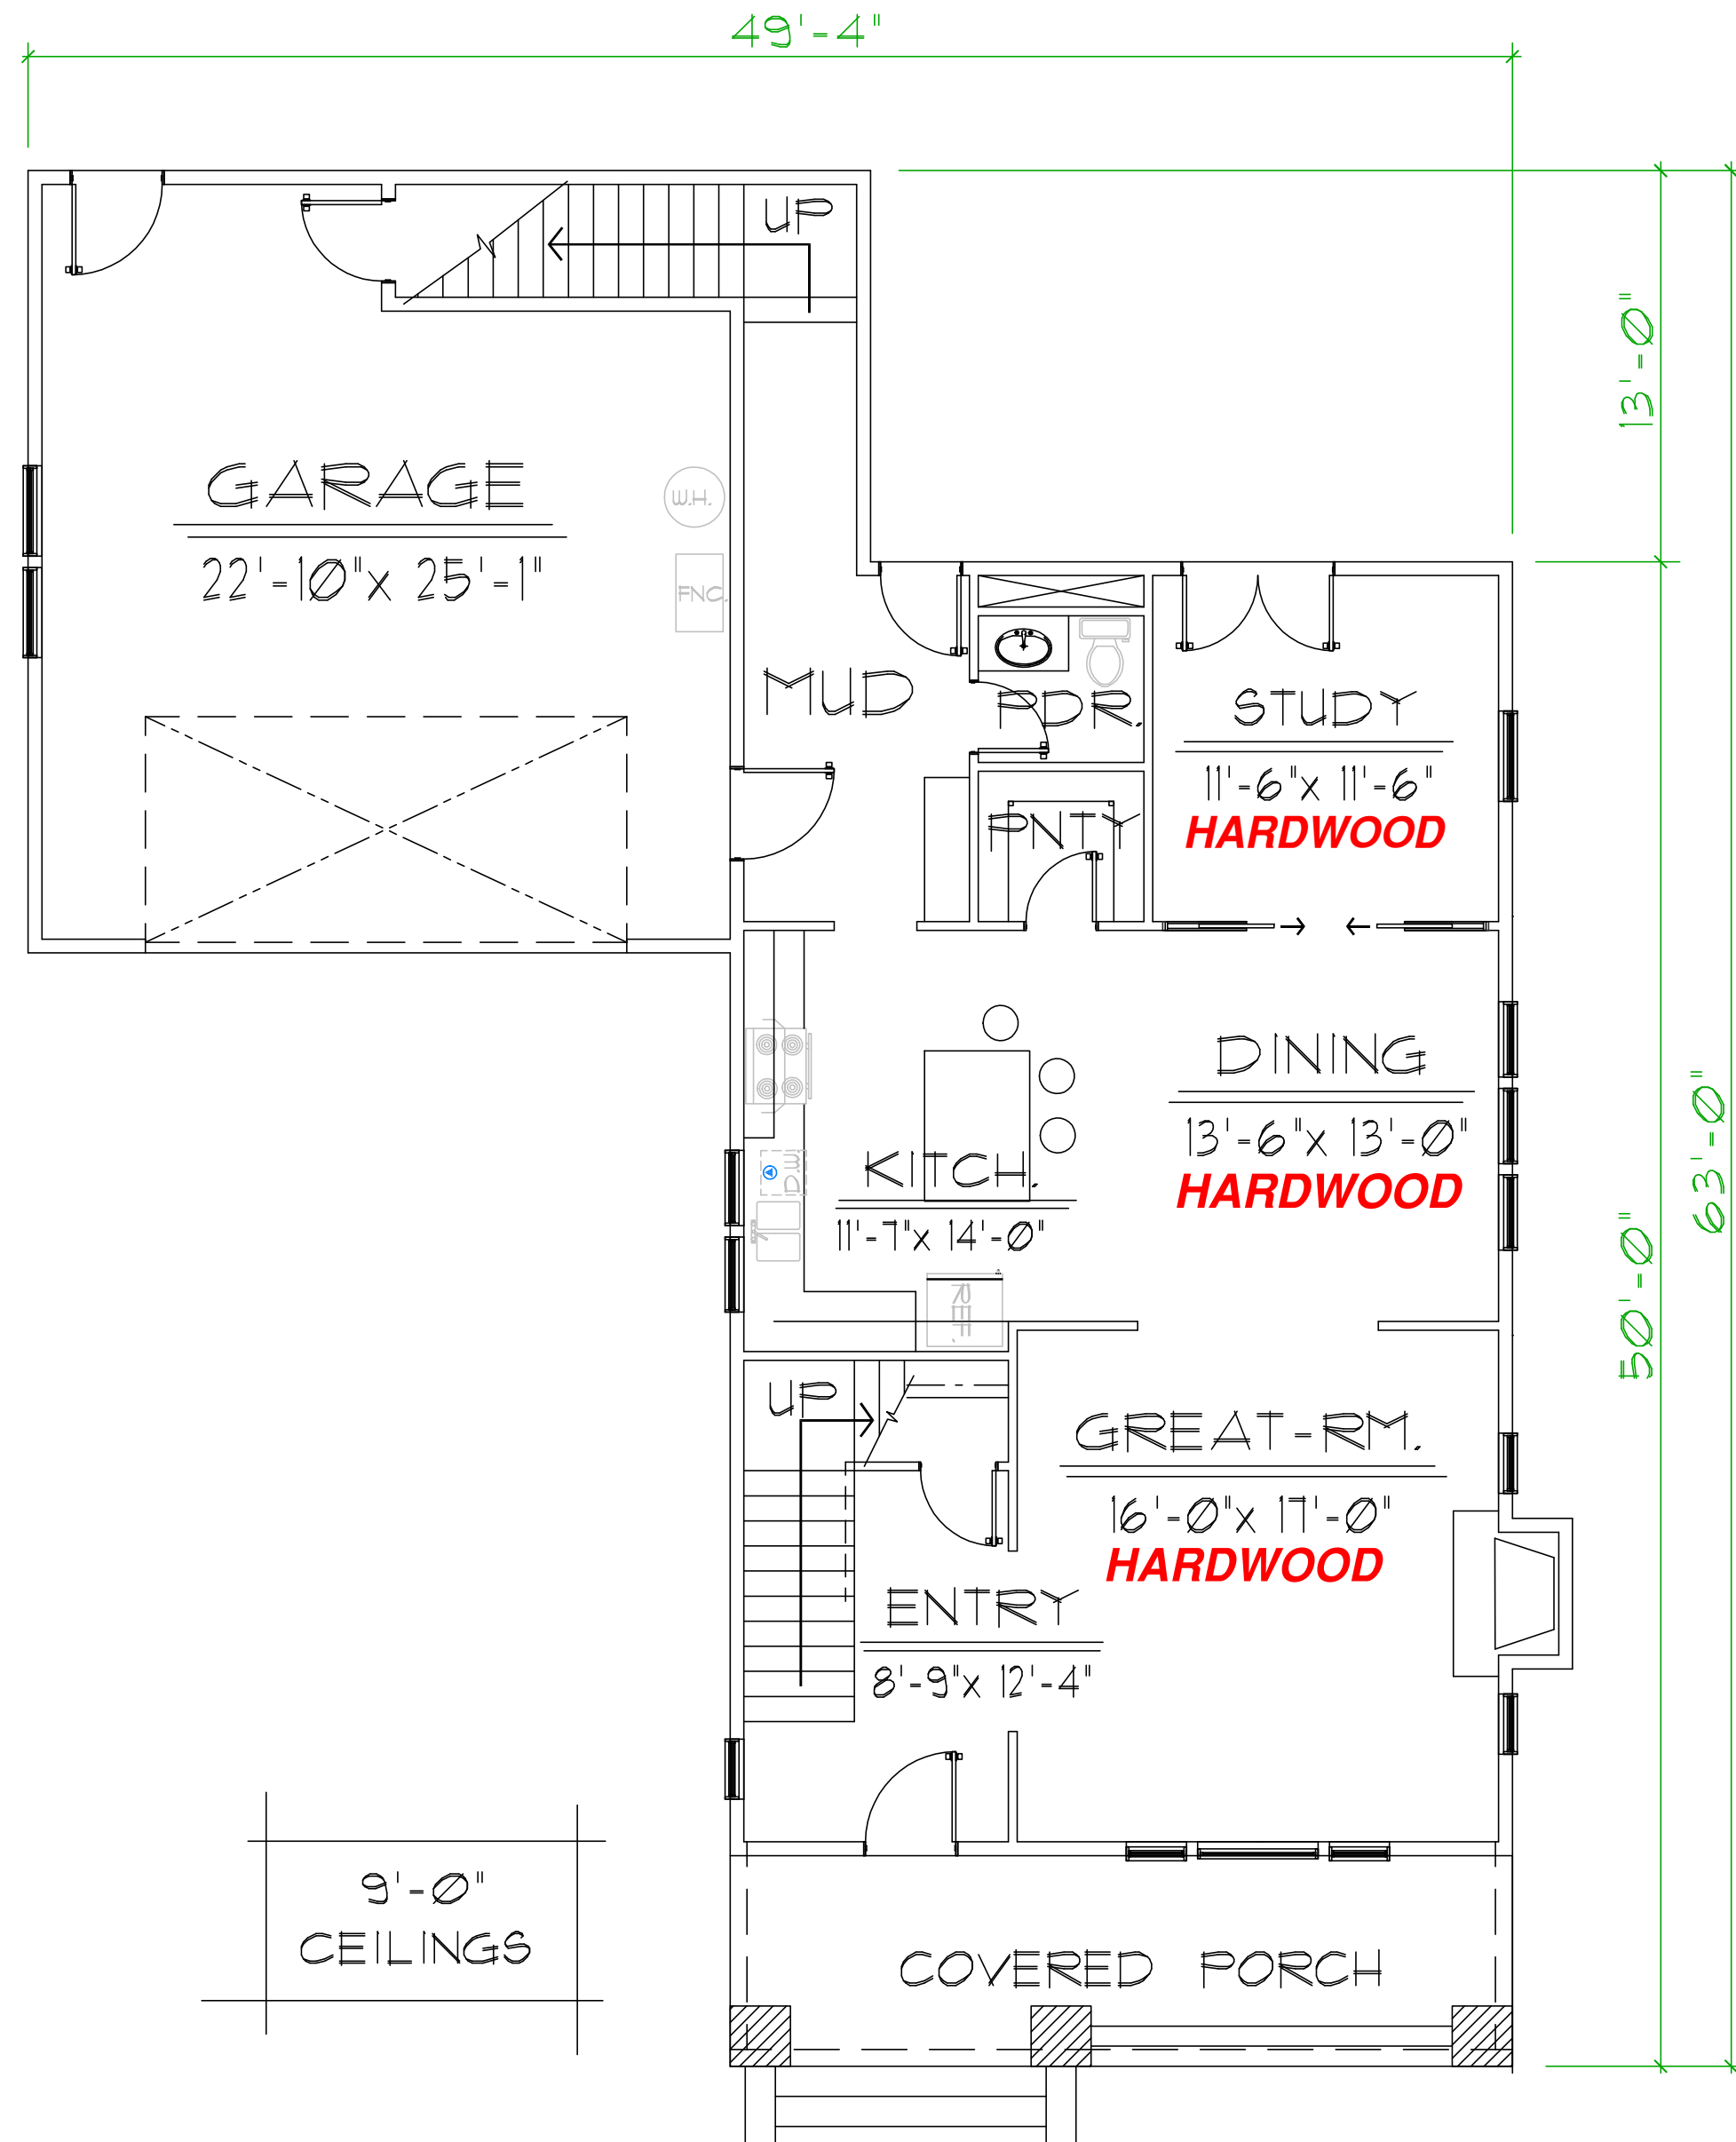 49'-4"
UP
13'-0"
GARAGE
22'-10"x 25'-1"
W.H.
FNC.
MUD
PDR.
STUDY
11'-6"x 11'-6"
HARDWOOD
PNTY
DINING
13'-6"x 13'-0"
HARDWOOD
KITCH.
11'-7"x 14'-0"
D.W.
REF.
63'-0"
50'-0"
UP
GREAT-RM.
16'-0"x 17'-0"
HARDWOOD
ENTRY
8'-9"x 12'-4"
9'-0"
CEILINGS
COVERED PORCH